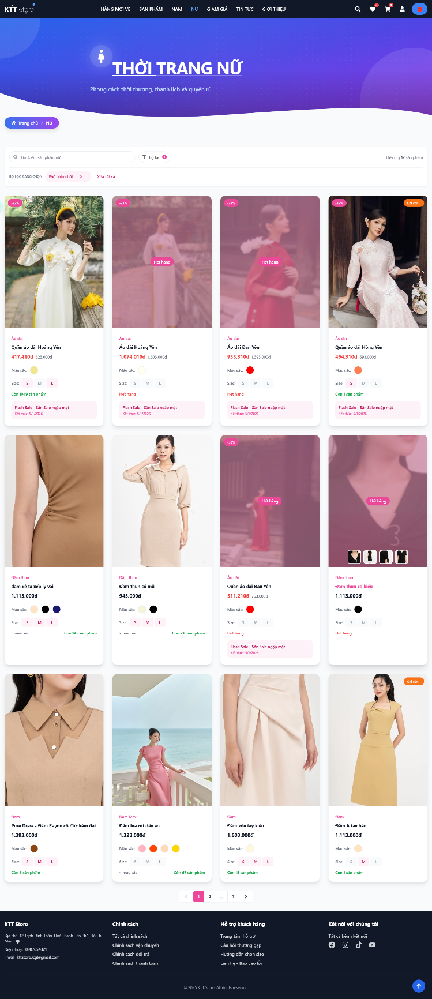 KTT Store
HÀNG MỚI VỀ SẢN PHẨM NAM NỮ GIẢM GIÁ TIN TỨC GIỚI THIỆU
4 3
THỜI TRANG NỮ
Phong cách thời thượng, thanh lịch và quyến rũ
Trang chủ Nữ
Tìm kiếm sản phẩm nữ...
Bộ lọc 1
Hiển thị 12 sản phẩm
BỘ LỌC ĐANG CHỌN: Phổ biến nhất × Xóa tất cả
-33% -33% Hết hàng -33% Hết hàng -33% Chỉ còn 1
Áo dài
Quần áo dài Hoàng Yên
417.410đ 623.000đ
Màu sắc:
Size: S M L
Còn 1049 sản phẩm
Flash Sale - Săn Sale ngập mặt
Kết thúc: 5/1/2026
Áo dài
Áo dài Hoàng Yên
1.074.010đ 1.603.000đ
Màu sắc:
Size: S M L
Hết hàng
Flash Sale - Săn Sale ngập mặt
Kết thúc: 5/1/2026
Áo dài
Áo dài Đan Yên
933.310đ 1.393.000đ
Màu sắc:
Size: S M L
Hết hàng
Flash Sale - Săn Sale ngập mặt
Kết thúc: 5/1/2026
Áo dài
Quần áo dài Hồng Yên
464.310đ 693.000đ
Màu sắc:
Size: S M L
Còn 1 sản phẩm
Flash Sale - Săn Sale ngập mặt
Kết thúc: 5/1/2026
Đầm thun
đầm xẻ tà xếp ly vai
1.113.000đ
Màu sắc:
Size: S M L
3 màu sắc Còn 145 sản phẩm
Đầm thun
Đầm thun có mũ
945.000đ
Màu sắc:
Size: S M L
2 màu sắc Còn 210 sản phẩm
-33%
Hết hàng
Áo dài
Quần áo dài Đan Yên
511.210đ 763.000đ
Màu sắc:
Size: S M L
Hết hàng
Flash Sale - Săn Sale ngập mặt
Kết thúc: 5/1/2026
Hết hàng
Đầm thun
Đầm thun cổ kiểu
1.113.000đ
Màu sắc:
Size: S M L
Hết hàng
Đầm
Pure Dress - Đầm Rayon cổ đức kèm đai
1.393.000đ
Màu sắc:
Size: S M L
Còn 6 sản phẩm
Đầm Maxi
Đầm lụa rút dây eo
1.323.000đ
Màu sắc:
Size: S M L
4 màu sắc Còn 67 sản phẩm
Đầm
Đầm xòe tay kiểu
1.603.000đ
Màu sắc:
Size: S M L
Còn 15 sản phẩm
Chỉ còn 1
Đầm
Đầm A tay hến
1.113.000đ
Màu sắc:
Size: S M L
Còn 1 sản phẩm
1 2 ... 7
KTT Store
Địa chỉ: 12 Trịnh Đình Thảo, Hoà Thanh, Tân Phú, Hồ Chí
Minh
Điện thoại: 0987654321
Email: kttstore3cg@gmail.com
Chính sách
Tất cả chính sách
Chính sách vận chuyển
Chính sách đổi trả
Chính sách thanh toán
Hỗ trợ khách hàng
Trung tâm hỗ trợ
Câu hỏi thường gặp
Hướng dẫn chọn size
Liên hệ - Báo cáo lỗi
Kết nối với chúng tôi
Tất cả kênh kết nối
© 2025 KTT Store. All rights reserved.